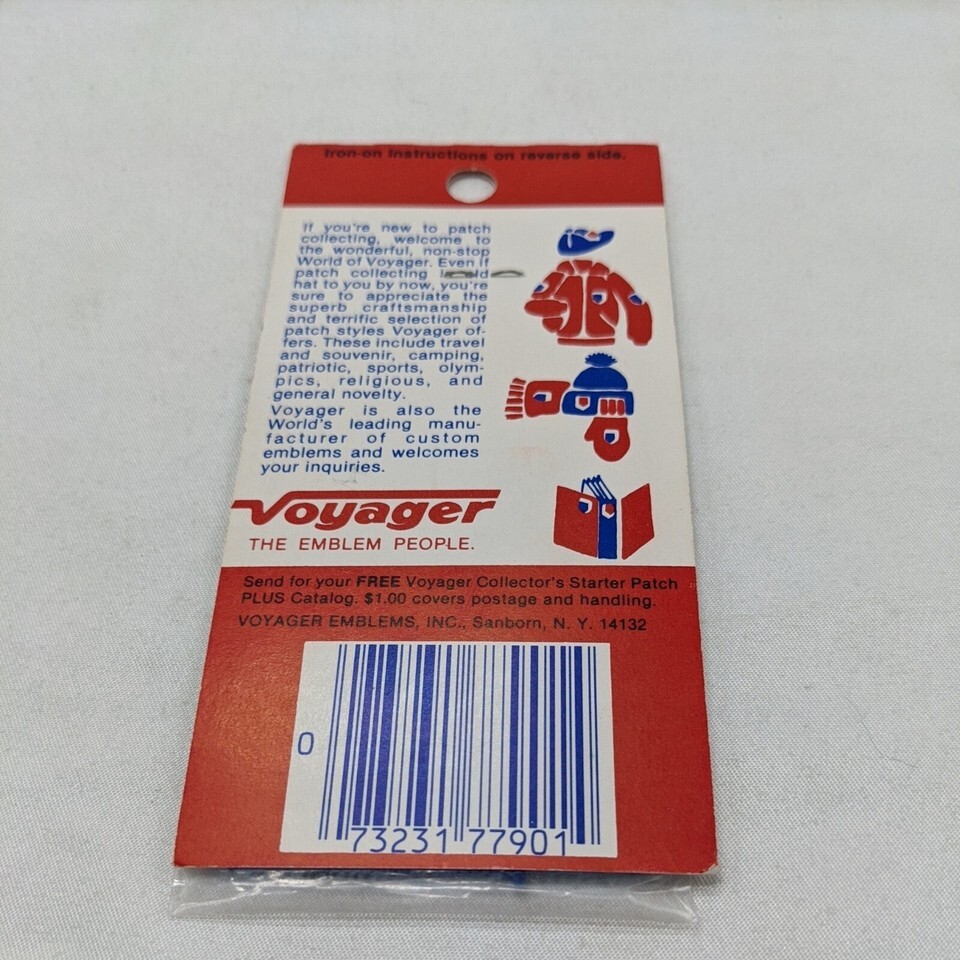 Iron-on instructions on reverse side.
If you're new to patch
collecting, welcome to
the wonderful, non-stop
World of Voyager. Even if
patch collecting
hat to you by now, you're
sure to appreciate the
superb craftsmanship
and terrific selection of
patch styles Voyager of-
fers. These include travel
and souvenir, camping,
patriotic, sports, olym-
pics, religious, and
general novelty.
Voyager is also the
World's leading manu-
facturer of custom
emblems and welcomes
your inquiries.
Voyager
THE EMBLEM PEOPLE.
Send for your FREE Voyager Collector's Starter Patch
PLUS Catalog. $1.00 covers postage and handling.
VOYAGER EMBLEMS, INC., Sanborn, N. Y. 14132
0 73231 77901